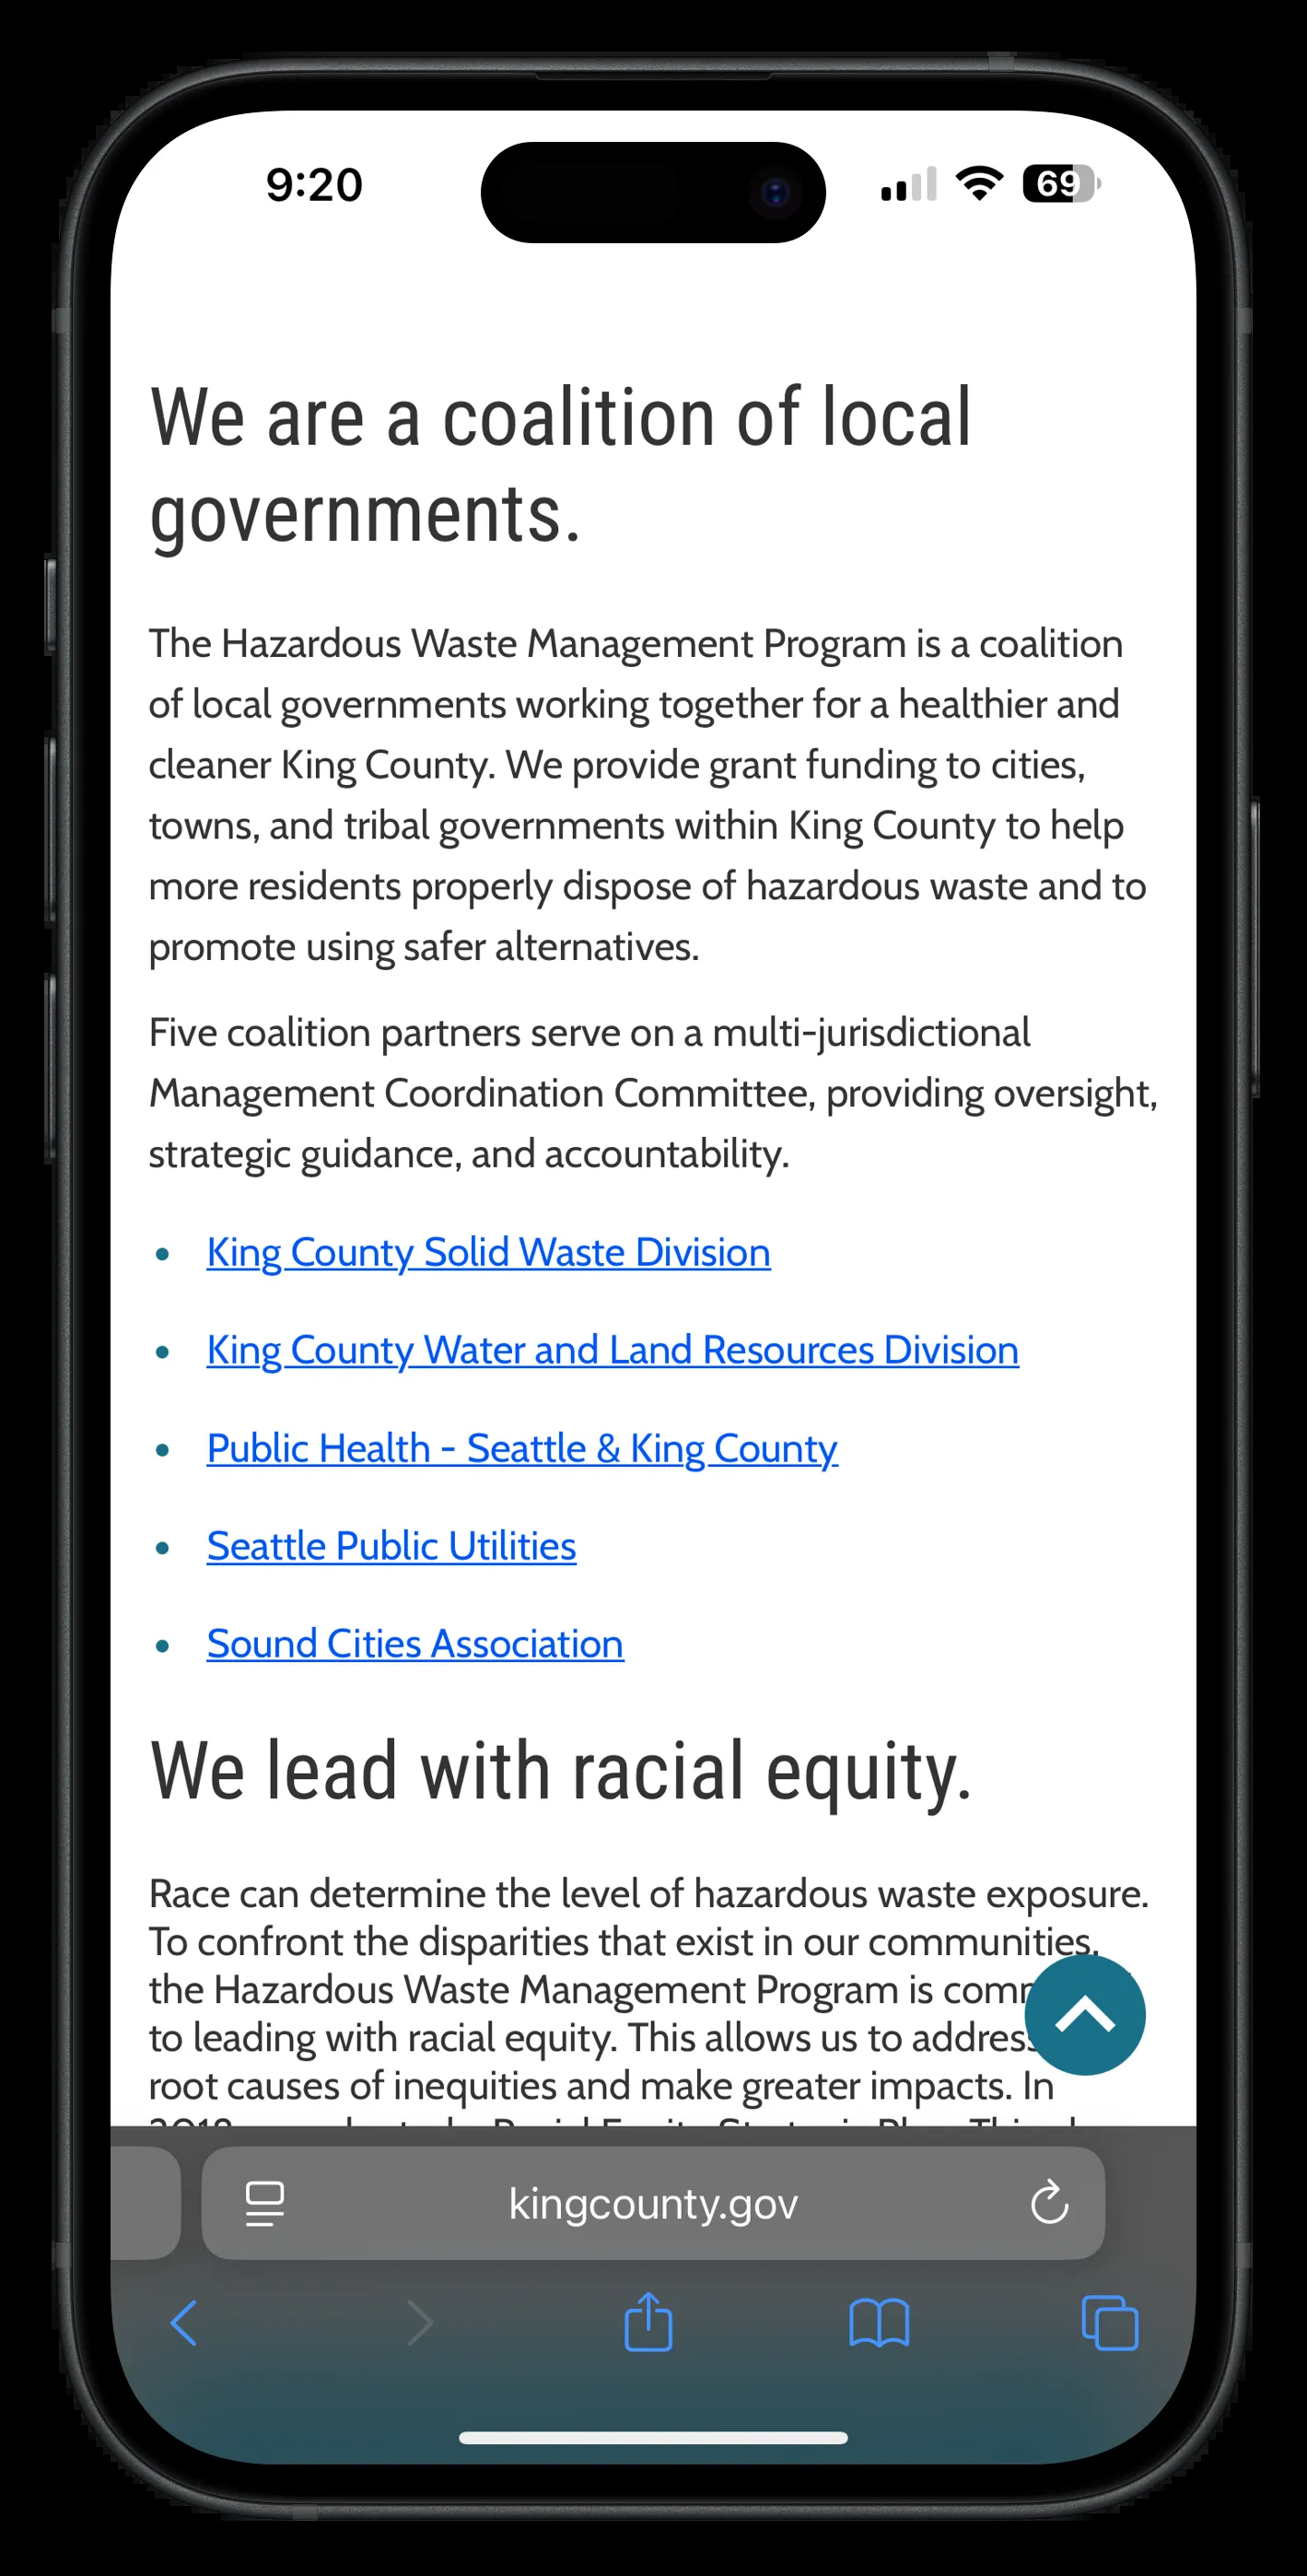 9:20
69
We are a coalition of local
governments.
The Hazardous Waste Management Program is a coalition
of local governments working together for a healthier and
cleaner King County. We provide grant funding to cities,
towns, and tribal governments within King County to help
more residents properly dispose of hazardous waste and to
promote using safer alternatives.
Five coalition partners serve on a multi-jurisdictional
Management Coordination Committee, providing oversight,
strategic guidance, and accountability.
• King County Solid Waste Division
• King County Water and Land Resources Division
• Public Health - Seattle & King County
• Seattle Public Utilities
• Sound Cities Association
We lead with racial equity.
Race can determine the level of hazardous waste exposure.
To confront the disparities that exist in our communities,
the Hazardous Waste Management Program is
to leading with racial equity. This allows us to address
root causes of inequities and make greater impacts. In
kingcounty.gov